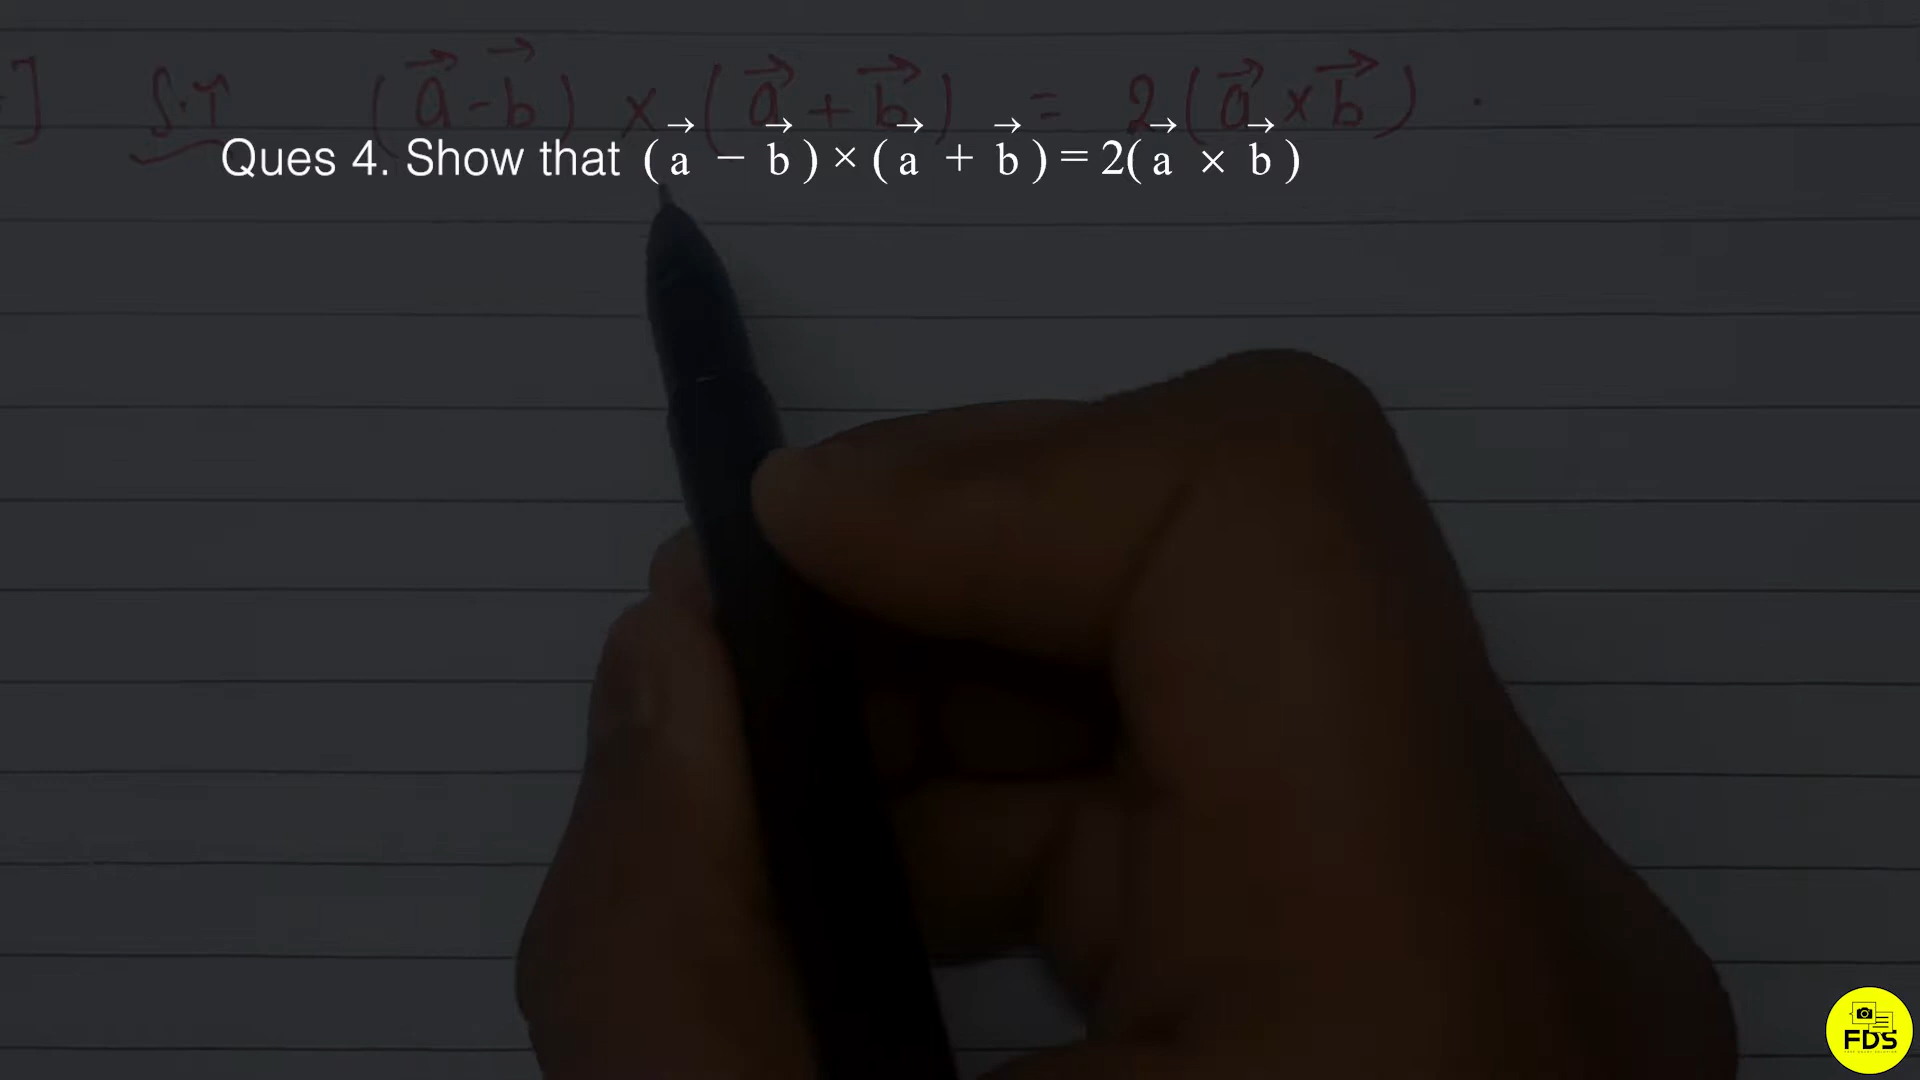 ] S.T (a⃗ - b⃗) × (a⃗ + b⃗) = 2(a⃗ × b⃗).
Ques 4. Show that (a⃗ − b⃗) × (a⃗ + b⃗) = 2(a⃗ × b⃗)
FDS